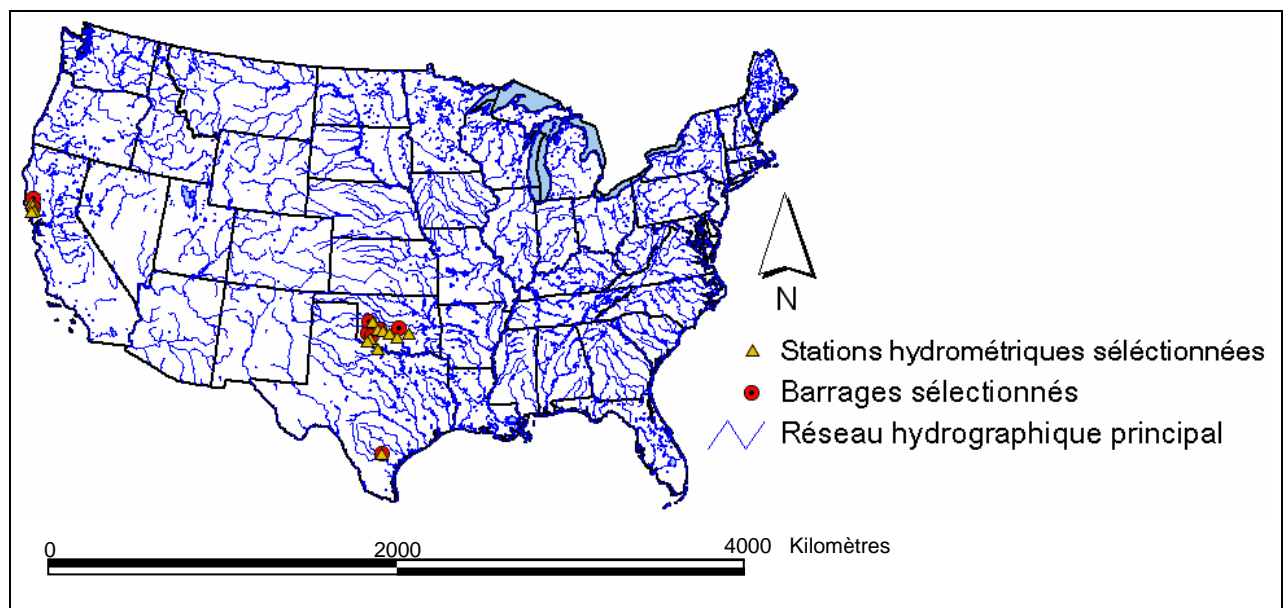 N
Stations hydrométriques séléctionnées
Barrages sélectionnés
Réseau hydrographique principal
0 2000 4000 Kilomètres